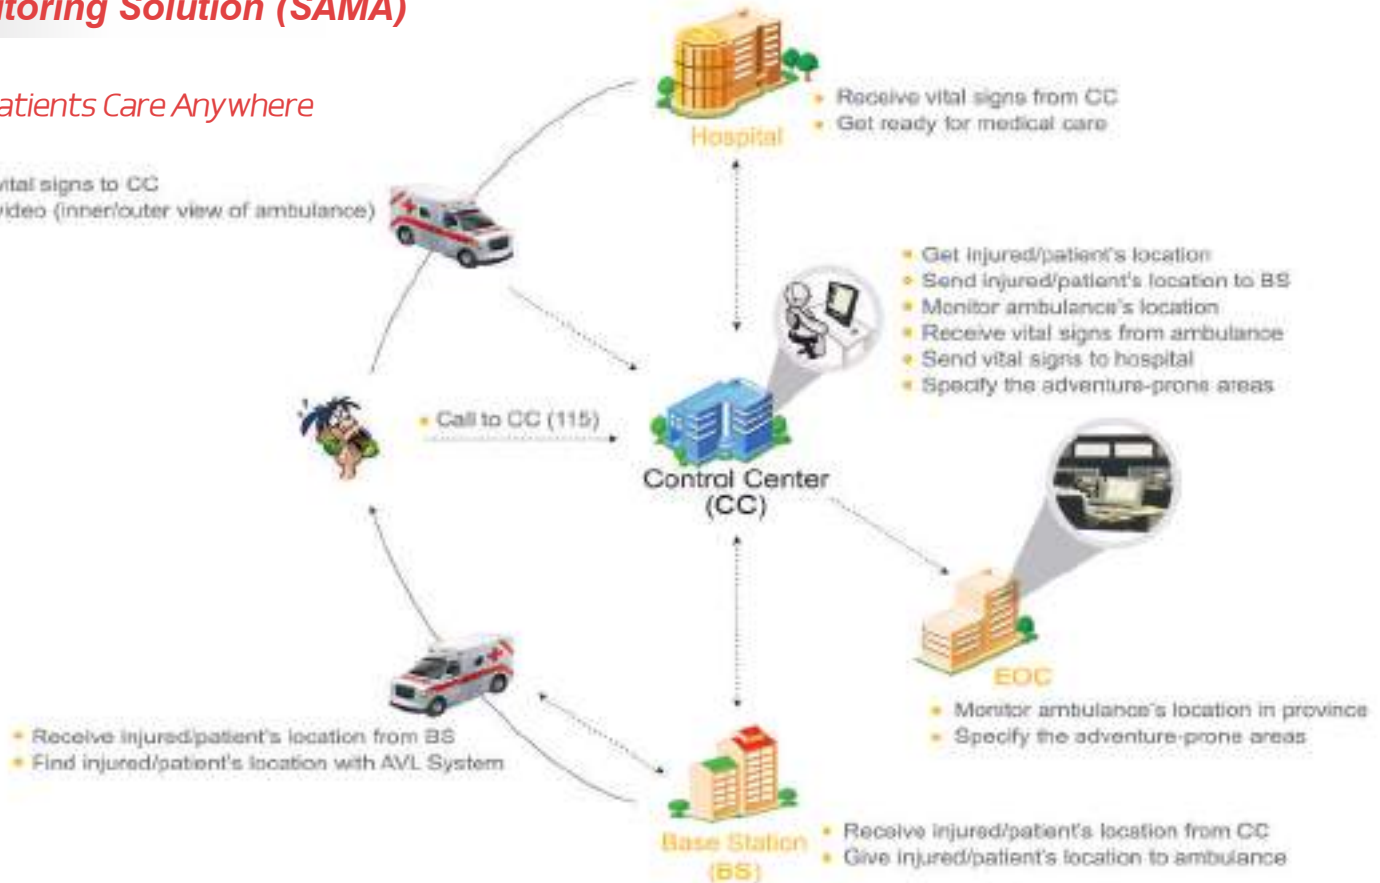 toring Solution (SAMA)
atients Care Anywhere
Hospital
Receive vital signs from CC
Get ready for medical care
vital signs to CC
video (inner/outer view of ambulance)
Get injured/patient's location
Send injured/patient's location to BS
Monitor ambulance's location
Receive vital signs from ambulance
Send vital signs to hospital
Specify the adventure-prone areas
Call to CC (115)
Control Center
(CC)
EOC
Monitor ambulance's location in province
Specify the adventure-prone areas
Receive injured/patient's location from BS
Find injured/patient's location with AVL System
Base Station
(BS)
Receive injured/patient's location from CC
Give injured/patient's location to ambulance